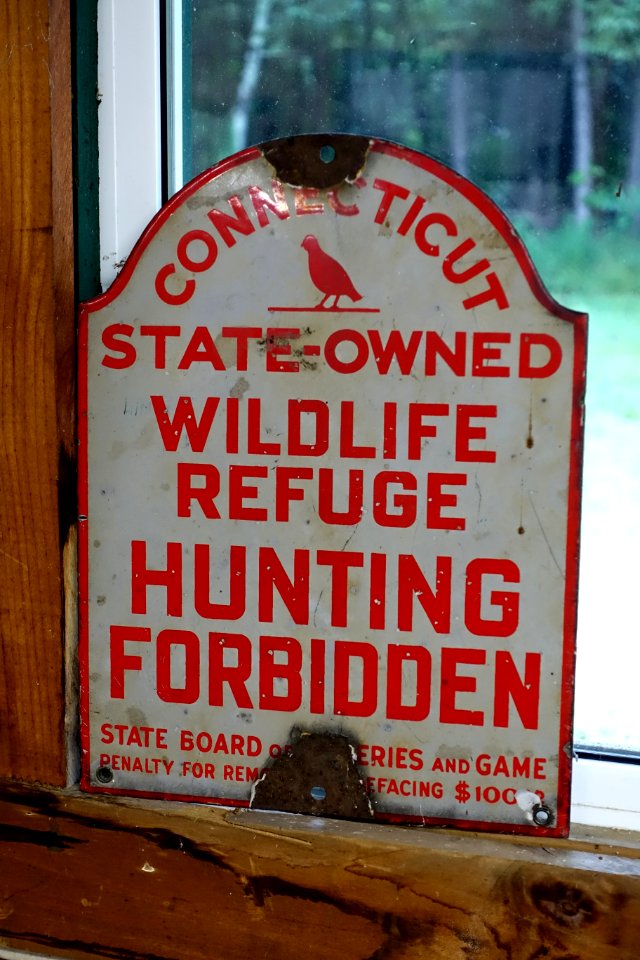 CONNECTICUT
STATE-OWNED
WILDLIFE
REFUGE
HUNTING
FORBIDDEN
STATE BOARD AND GAME
PENALTY FOR